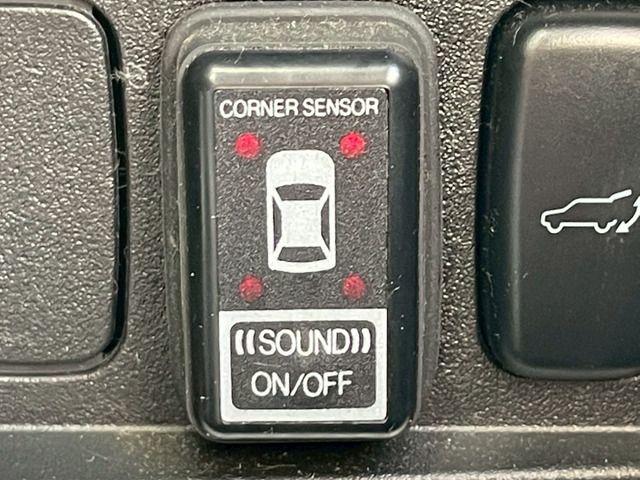 CORNER SENSOR
((SOUND))
ON/OFF